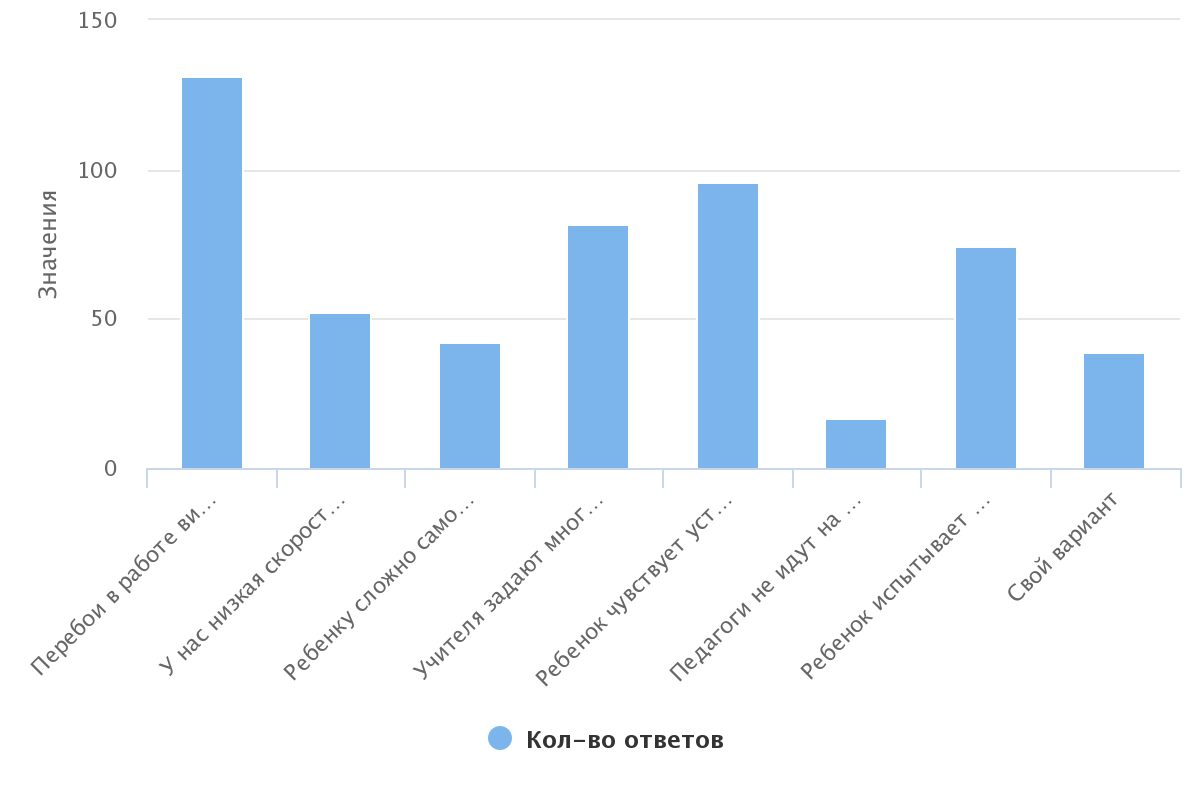 150
100
50
0
Значения
Перебои в работе ви…
У нас низкая скорост…
Ребенку сложно само…
Учителя задают мног…
Ребенок чувствует уст…
Педагоги не идут на …
Ребенок испытывает …
Свой вариант
Кол-во ответов